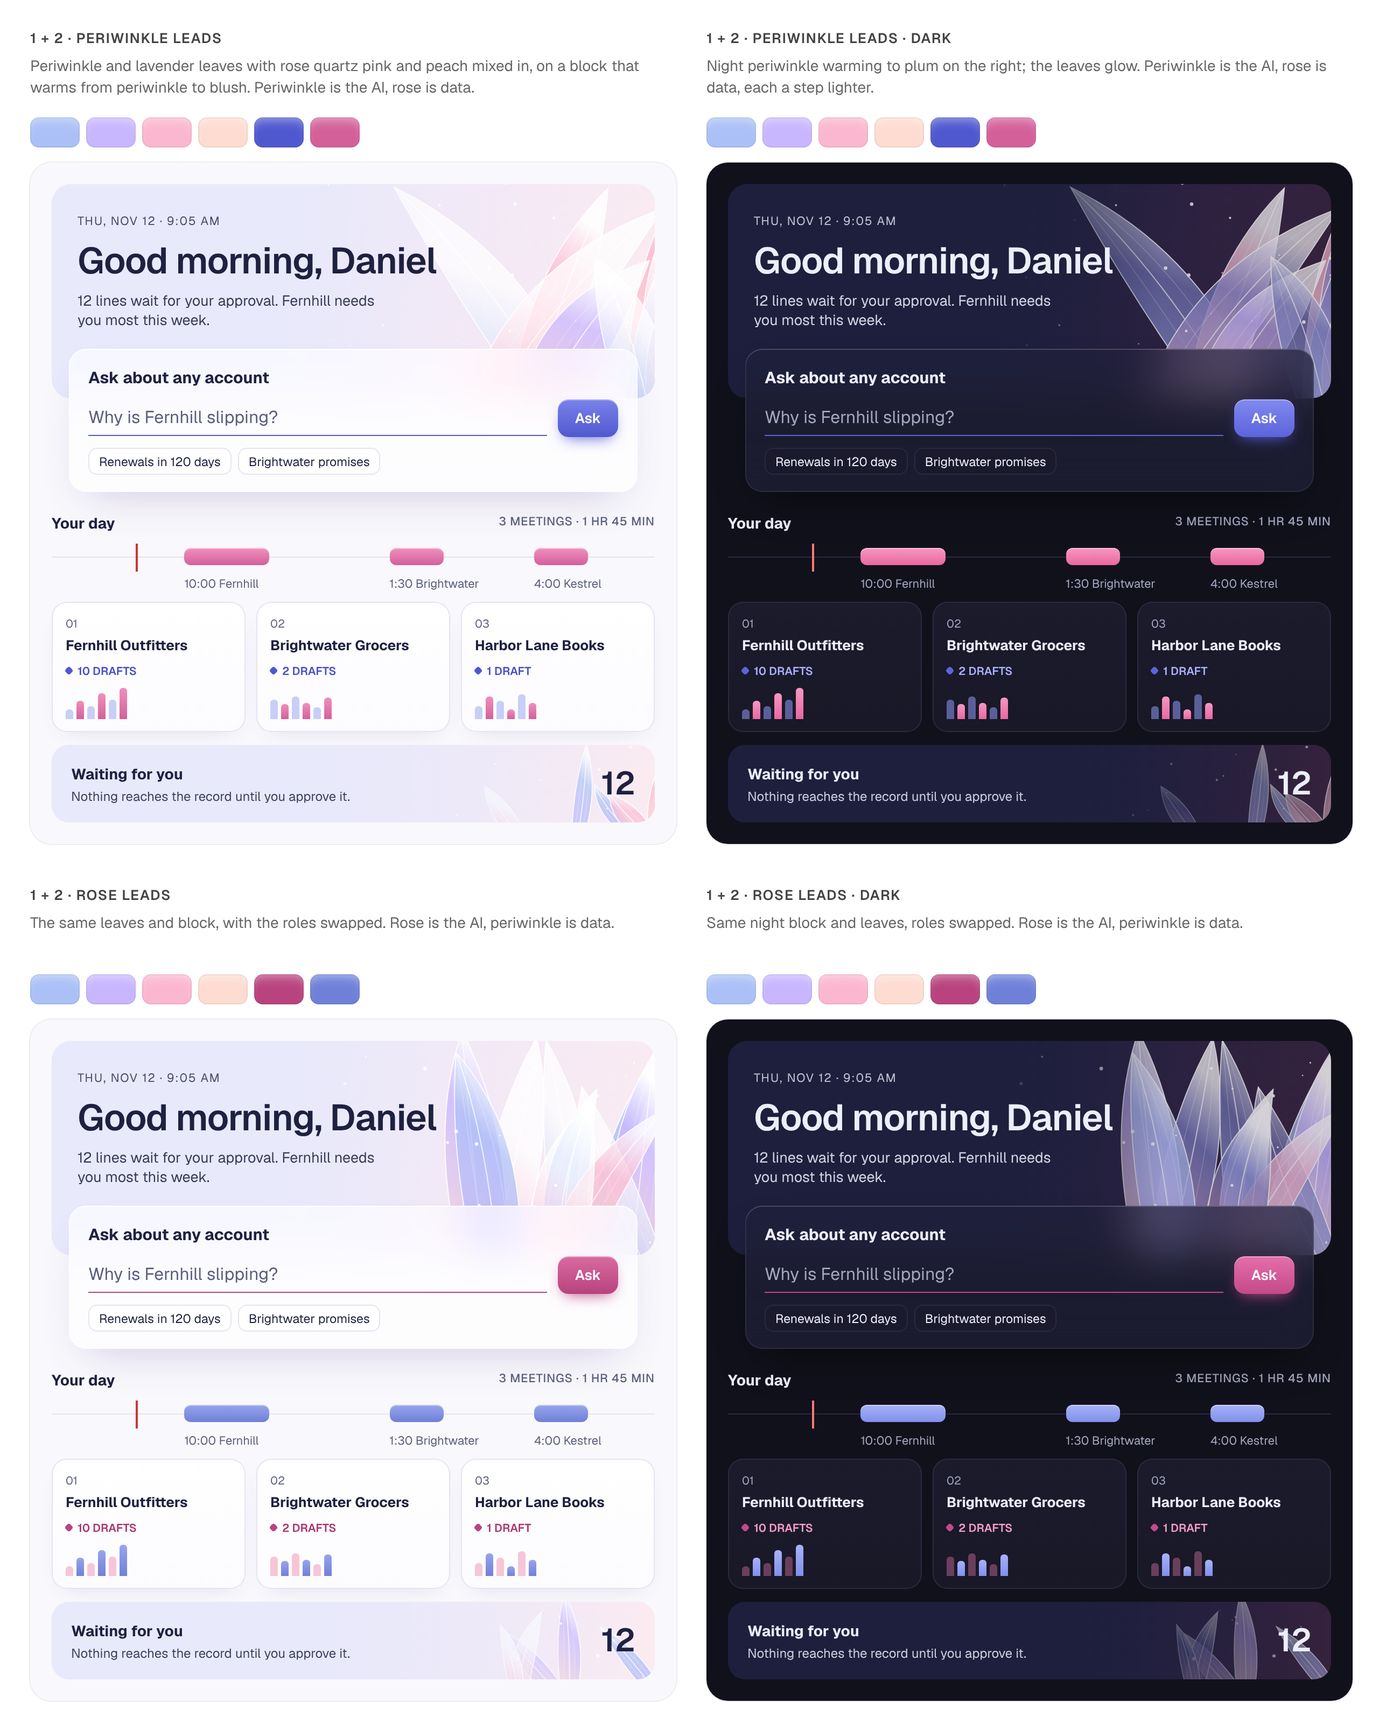 1 + 2 · PERIWINKLE LEADS
Periwinkle and lavender leaves with rose quartz pink and peach mixed in, on a block that
warms from periwinkle to blush. Periwinkle is the AI, rose is data.
THU, NOV 12 · 9:05 AM
Good morning, Daniel
12 lines wait for your approval. Fernhill needs
you most this week.
Ask about any account
Why is Fernhill slipping?
Ask
Renewals in 120 days
Brightwater promises
Your day
3 MEETINGS · 1 HR 45 MIN
10:00 Fernhill
1:30 Brightwater
4:00 Kestrel
01
Fernhill Outfitters
10 DRAFTS
02
Brightwater Grocers
2 DRAFTS
03
Harbor Lane Books
1 DRAFT
Waiting for you
Nothing reaches the record until you approve it.
12
1 + 2 · PERIWINKLE LEADS · DARK
Night periwinkle warming to plum on the right; the leaves glow. Periwinkle is the AI, rose is
data, each a step lighter.
THU, NOV 12 · 9:05 AM
Good morning, Daniel
12 lines wait for your approval. Fernhill needs
you most this week.
Ask about any account
Why is Fernhill slipping?
Ask
Renewals in 120 days
Brightwater promises
Your day
3 MEETINGS · 1 HR 45 MIN
10:00 Fernhill
1:30 Brightwater
4:00 Kestrel
01
Fernhill Outfitters
10 DRAFTS
02
Brightwater Grocers
2 DRAFTS
03
Harbor Lane Books
1 DRAFT
Waiting for you
Nothing reaches the record until you approve it.
12
1 + 2 · ROSE LEADS
The same leaves and block, with the roles swapped. Rose is the AI, periwinkle is data.
THU, NOV 12 · 9:05 AM
Good morning, Daniel
12 lines wait for your approval. Fernhill needs
you most this week.
Ask about any account
Why is Fernhill slipping?
Ask
Renewals in 120 days
Brightwater promises
Your day
3 MEETINGS · 1 HR 45 MIN
10:00 Fernhill
1:30 Brightwater
4:00 Kestrel
01
Fernhill Outfitters
10 DRAFTS
02
Brightwater Grocers
2 DRAFTS
03
Harbor Lane Books
1 DRAFT
Waiting for you
Nothing reaches the record until you approve it.
12
1 + 2 · ROSE LEADS · DARK
Same night block and leaves, roles swapped. Rose is the AI, periwinkle is data.
THU, NOV 12 · 9:05 AM
Good morning, Daniel
12 lines wait for your approval. Fernhill needs
you most this week.
Ask about any account
Why is Fernhill slipping?
Ask
Renewals in 120 days
Brightwater promises
Your day
3 MEETINGS · 1 HR 45 MIN
10:00 Fernhill
1:30 Brightwater
4:00 Kestrel
01
Fernhill Outfitters
10 DRAFTS
02
Brightwater Grocers
2 DRAFTS
03
Harbor Lane Books
1 DRAFT
Waiting for you
Nothing reaches the record until you approve it.
12